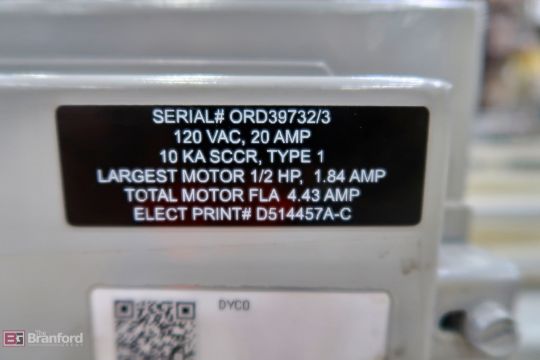 SERIAL# ORD39732/3
120 VAC, 20 AMP
10 KA SCCR, TYPE 1
LARGEST MOTOR 1/2 HP, 1.84 AMP
TOTAL MOTOR FLA 4.43 AMP
ELECT PRINT# D514457A-C
DYCO
The
Branford